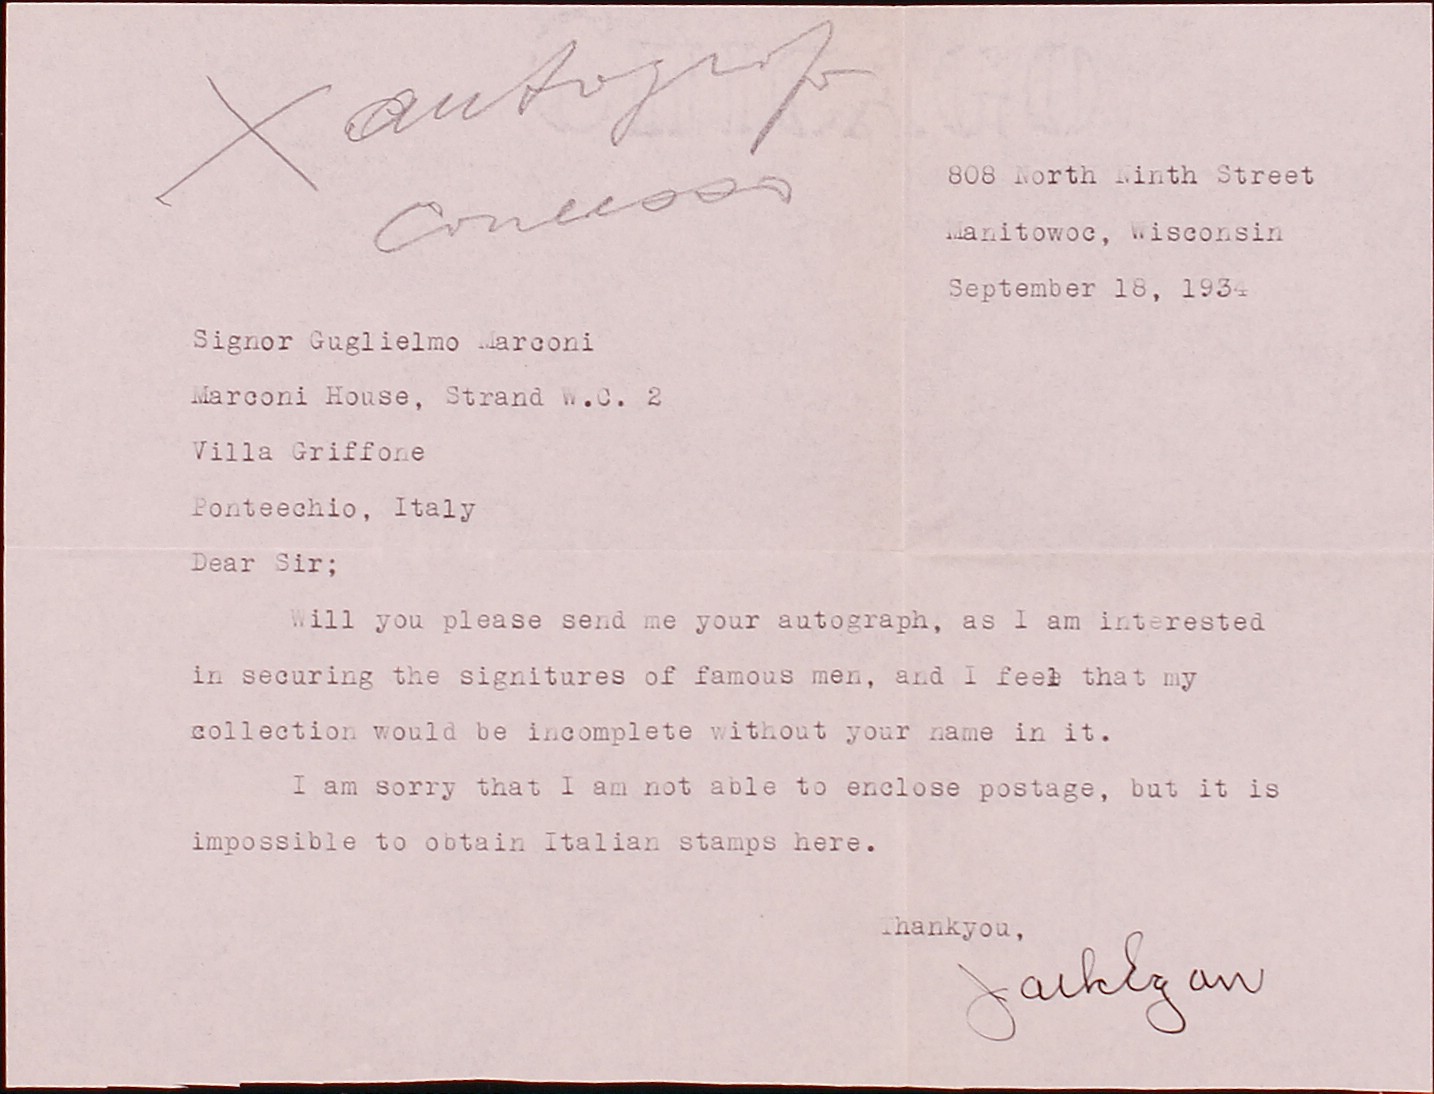 X autografo
concesso
808 North Ninth Street
Manitowoc, Wisconsin
September 18, 1934
Signor Guglielmo Marconi
Marconi House, Strand W.C. 2
Villa Griffone
Ponteechio, Italy
Dear Sir;
Will you please send me your autograph, as I am interested
in securing the signitures of famous men, and I feel that my
collection would be incomplete without your name in it.
I am sorry that I am not able to enclose postage, but it is
impossible to obtain Italian stamps here.
Thankyou,
Jack Egan